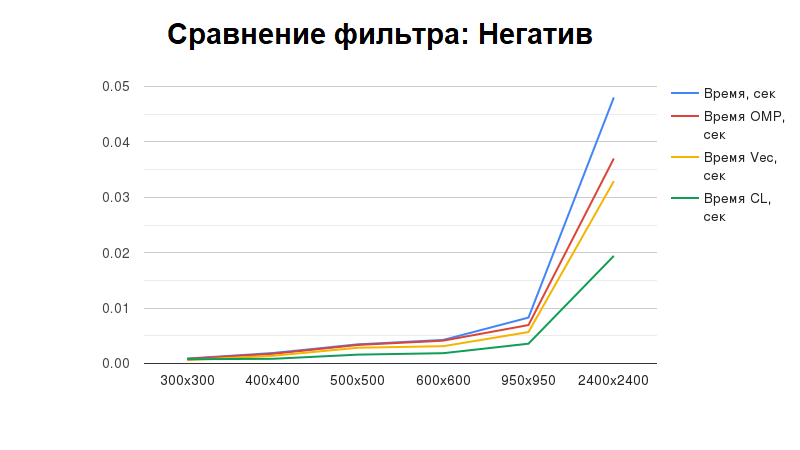 Сравнение фильтра: Негатив
0.05
0.04
0.03
0.02
0.01
0.00
300x300
400x400
500x500
600x600
950x950
2400x2400
Время, сек
Время OMP,
сек
Время Vec,
сек
Время CL,
сек